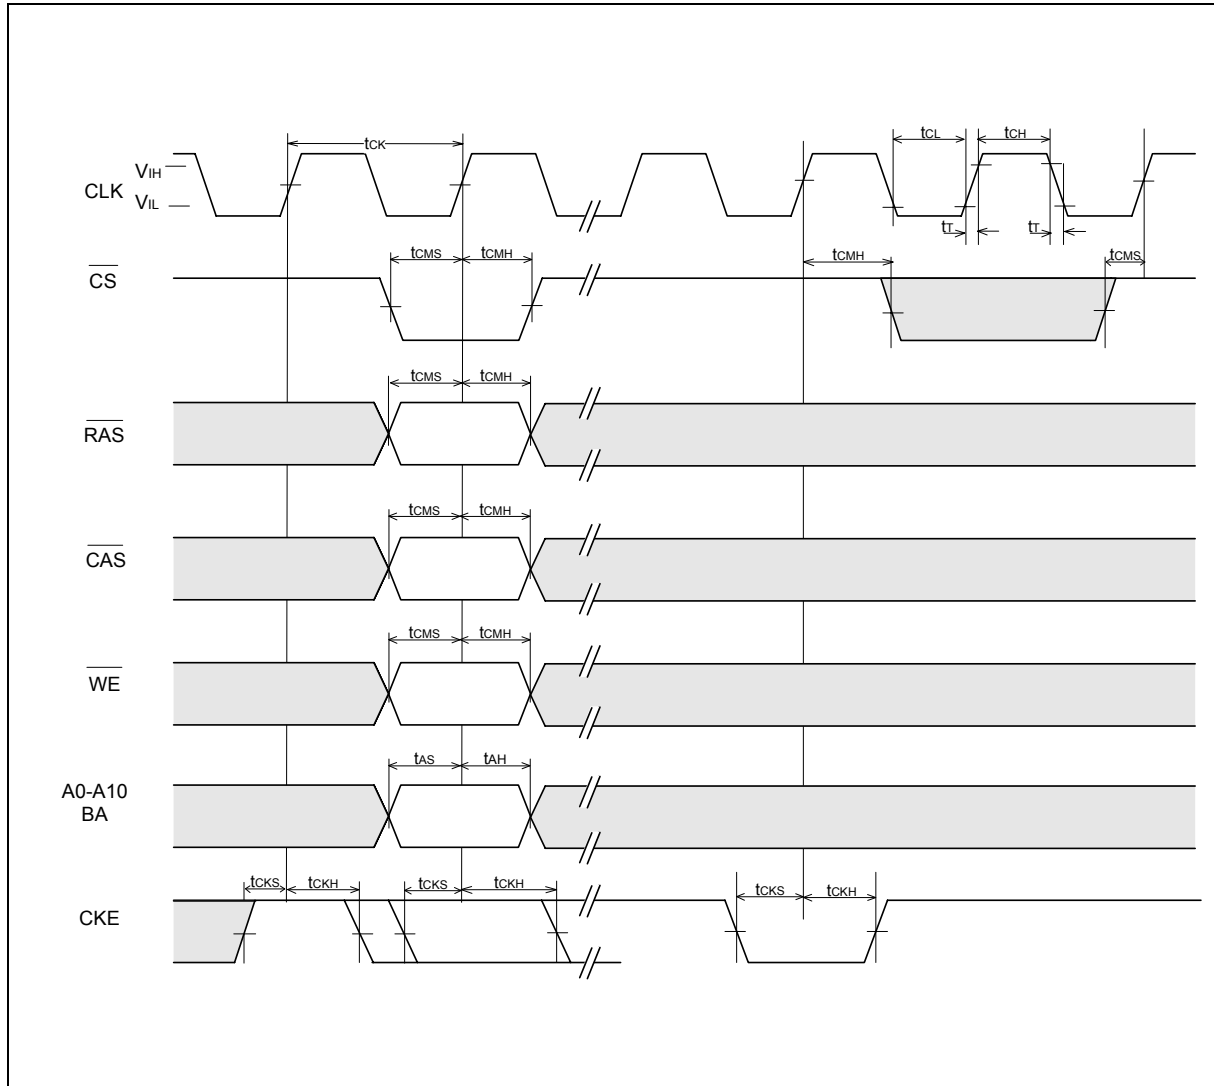 tCK
tCL
tCH
VIH
CLK
VIL
tT
tT
tCMS
tCMH
tCMH
tCMS
CS
tCMS
tCMH
RAS
tCMS
tCMH
CAS
tCMS
tCMH
WE
tAS
tAH
A0-A10
BA
tCKS
tCKH
tCKS
tCKH
tCKS
tCKH
CKE